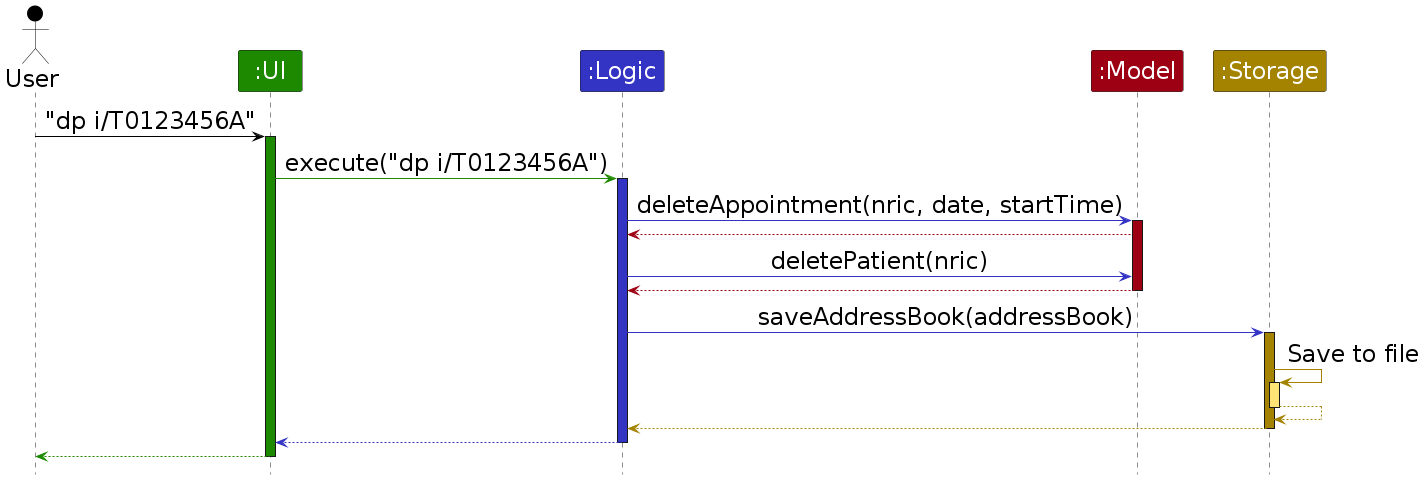 User
:UI
:Logic
:Model
:Storage
"dp i/T0123456A"
execute("dp i/T0123456A")
deleteAppointment(nric, date, startTime)
deletePatient(nric)
saveAddressBook(addressBook)
Save to file